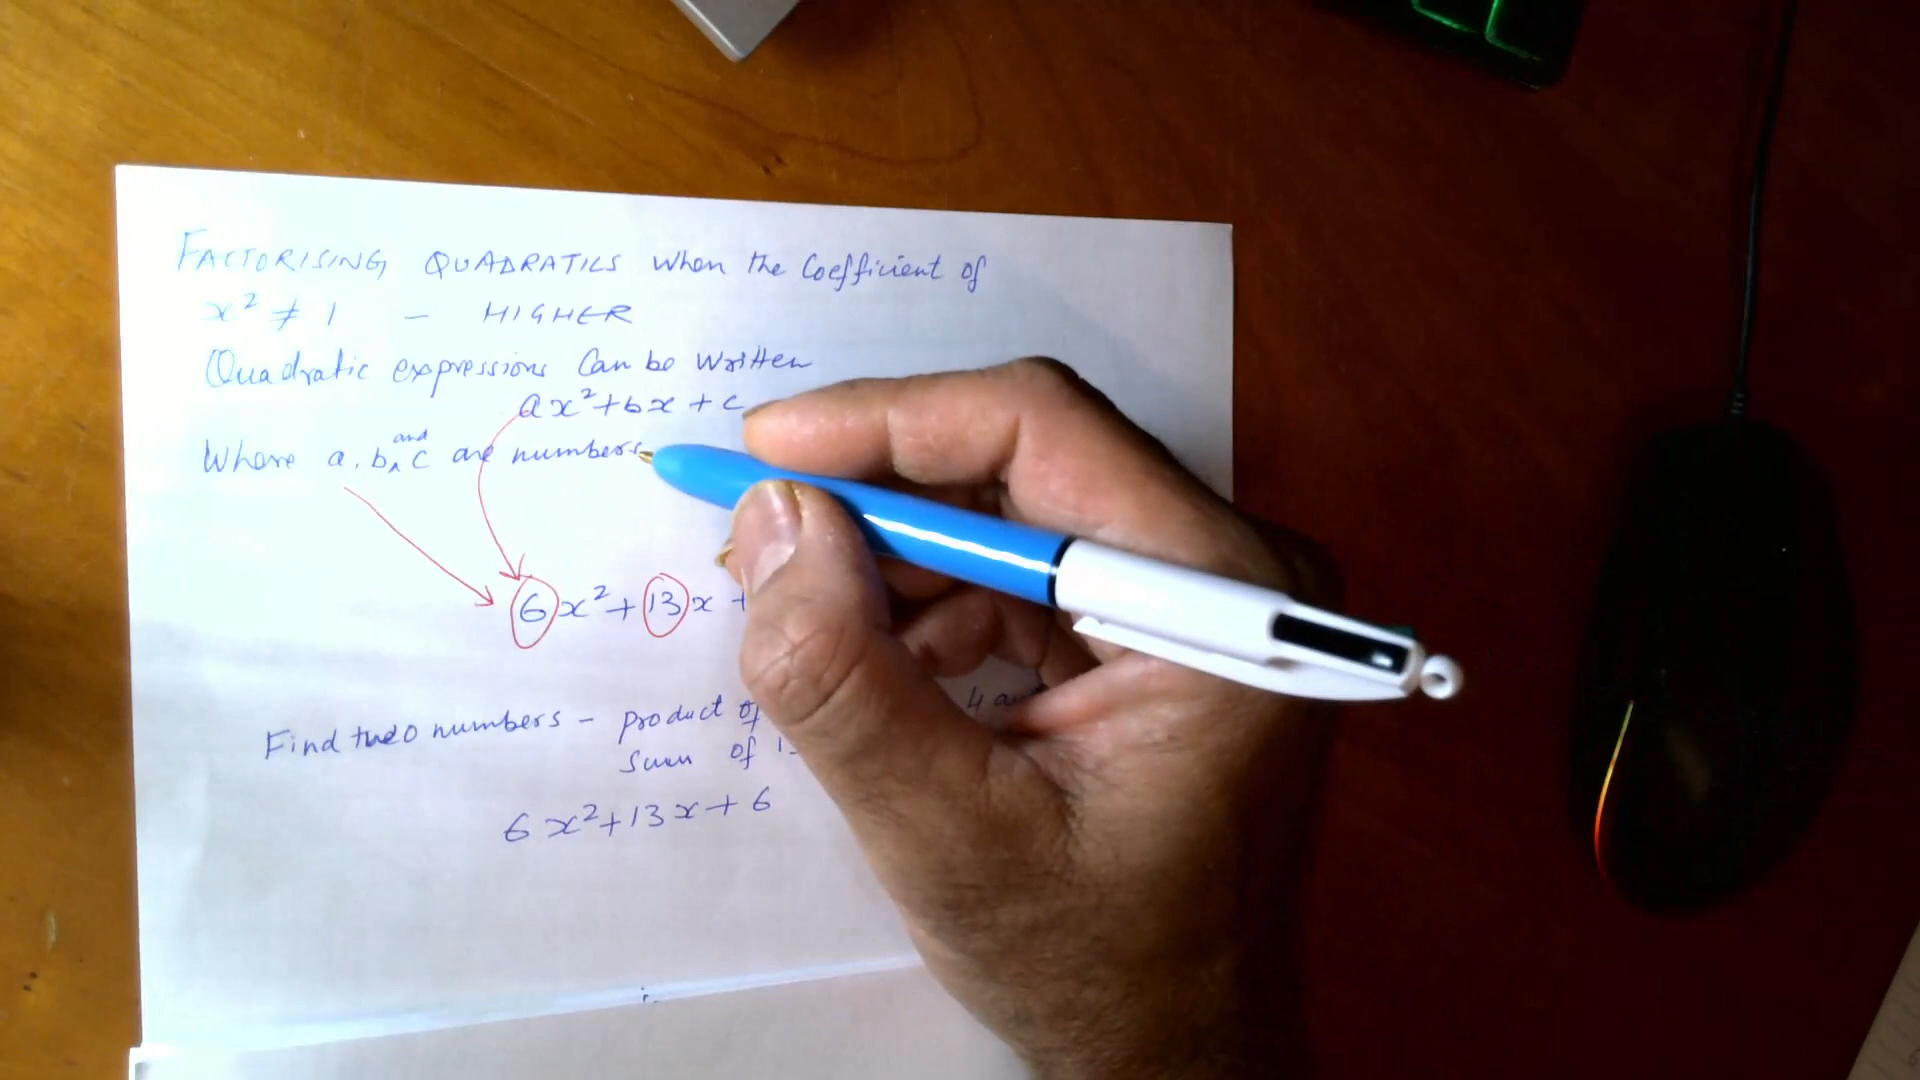 FACTORISING QUADRATICS when the Coefficient of
x² ≠ 1 – HIGHER
Quadratic expressions Can be written
ax² + bx + c
Where a, b and c are numbers
6x² + 13x +
Find two numbers – product of 4
Sum of
6x² + 13x + 6